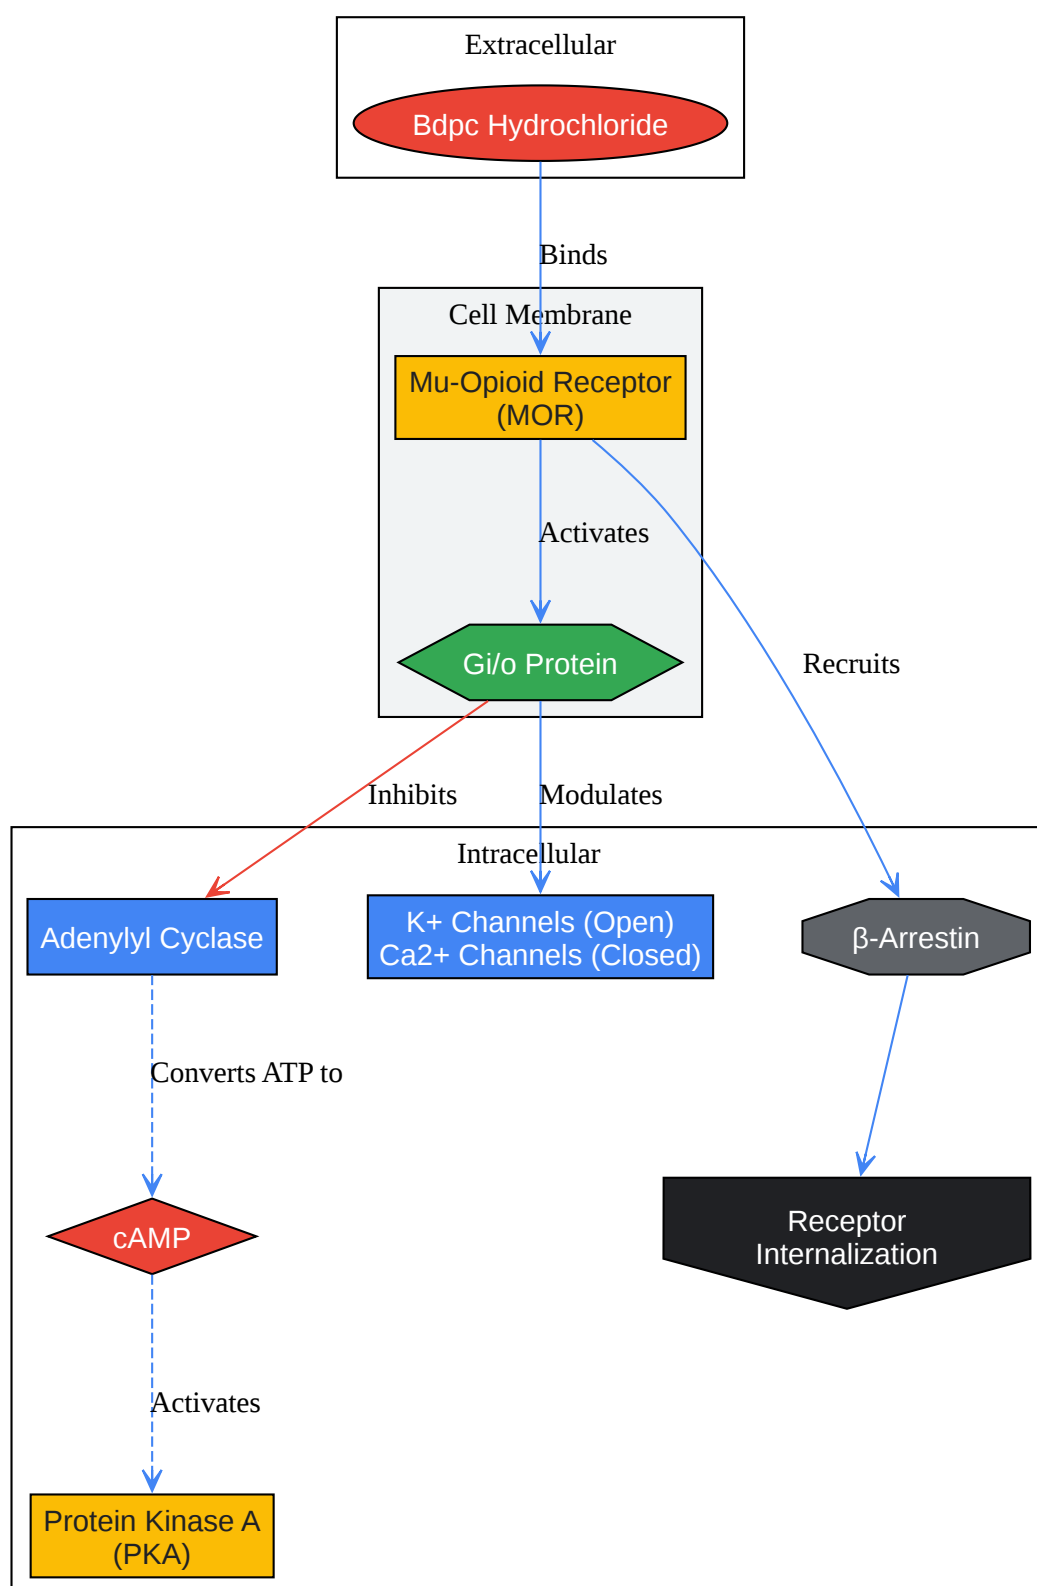 Extracellular
Bdpc Hydrochloride
Binds
Cell Membrane
Mu-Opioid Receptor
(MOR)
Activates
Gi/o Protein
Recruits
Inhibits
Modulates
Intracellular
Adenylyl Cyclase
K+ Channels (Open)
Ca2+ Channels (Closed)
β-Arrestin
Converts ATP to
cAMP
Receptor
Internalization
Activates
Protein Kinase A
(PKA)